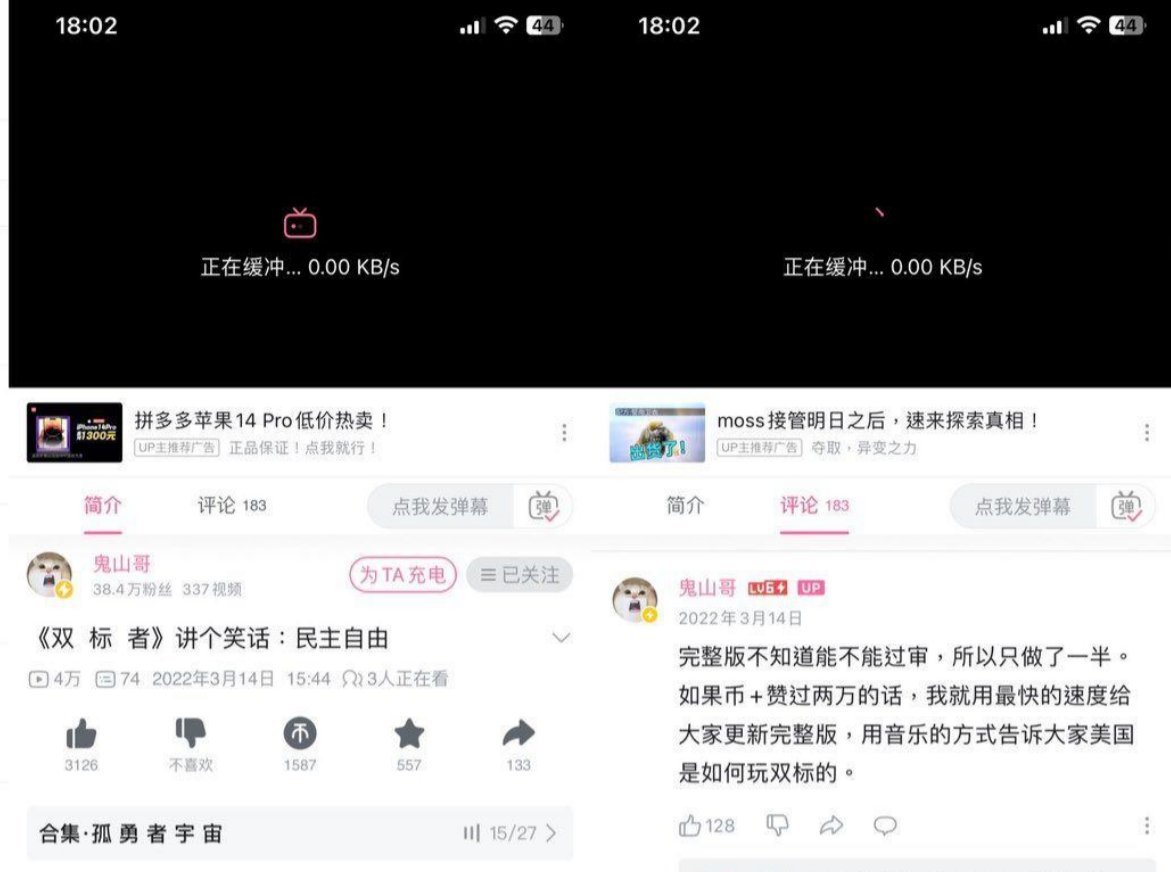 18:02
44
正在缓冲... 0.00 KB/s
拼多多苹果14 Pro低价热卖！
UP主推荐广告 正品保证！点我就行！
iPhone14Pro
300元
简介
评论 183
点我发弹幕
弹
鬼山哥
38.4万粉丝 337视频
为TA充电
已关注
《双 标 者》讲个笑话：民主自由
4万 74 2022年3月14日 15:44 3人正在看
3126
不喜欢
1587
557
133
合集·孤 勇 者 宇 宙
15/27
18:02
44
正在缓冲... 0.00 KB/s
moss接管明日之后，速来探索真相！
UP主推荐广告 夺取，异变之力
出货了！
简介
评论 183
点我发弹幕
弹
鬼山哥 LV6 UP
2022年3月14日
完整版不知道能不能过审，所以只做了一半。
如果币+赞过两万的话，我就用最快的速度给
大家更新完整版，用音乐的方式告诉大家美国
是如何玩双标的。
128